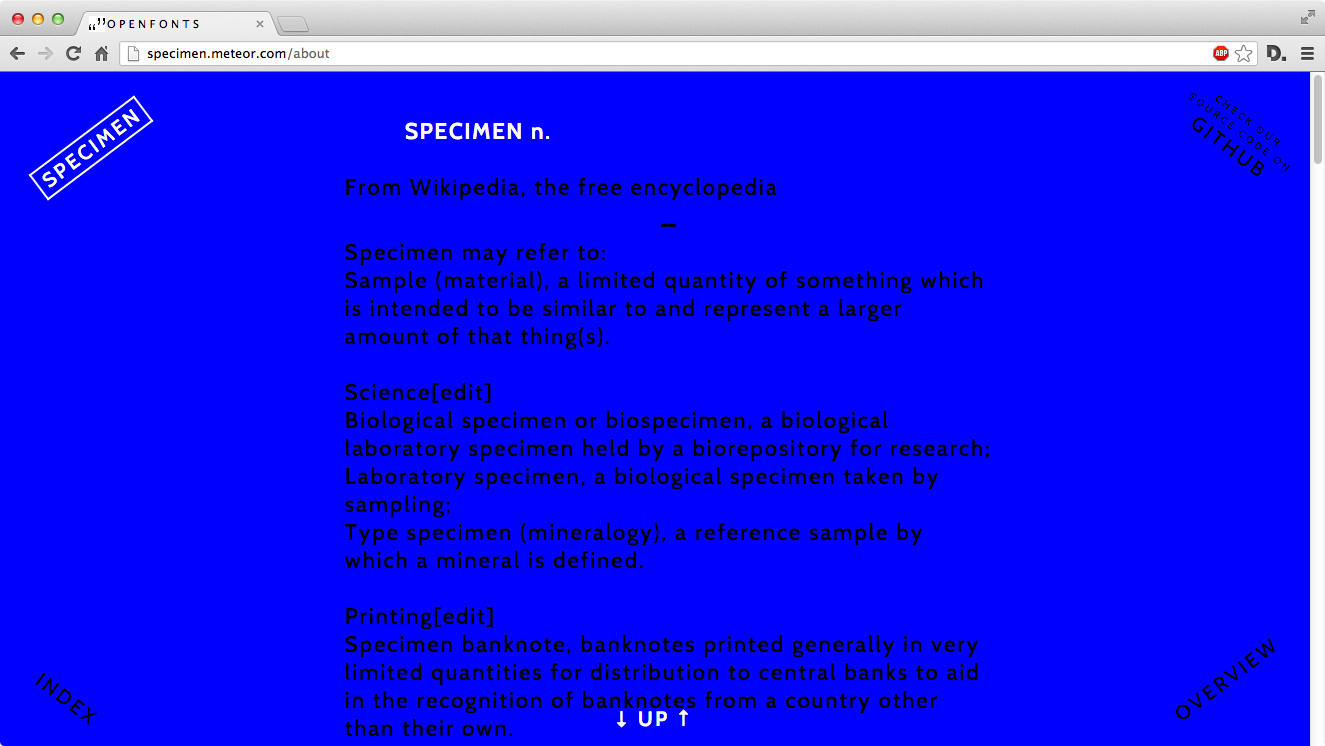 „"OPENFONTS
specimen.meteor.com/about
ABP
D.
SPECIMEN
CHECK OUR
SOURCE CODE ON
GITHUB
SPECIMEN n.
From Wikipedia, the free encyclopedia
—
Specimen may refer to:
Sample (material), a limited quantity of something which
is intended to be similar to and represent a larger
amount of that thing(s).
Science[edit]
Biological specimen or biospecimen, a biological
laboratory specimen held by a biorepository for research;
Laboratory specimen, a biological specimen taken by
sampling;
Type specimen (mineralogy), a reference sample by
which a mineral is defined.
Printing[edit]
Specimen banknote, banknotes printed generally in very
limited quantities for distribution to central banks to aid
in the recognition of banknotes from a country other
than their own.
↓ UP ↑
INDEX
OVERVIEW